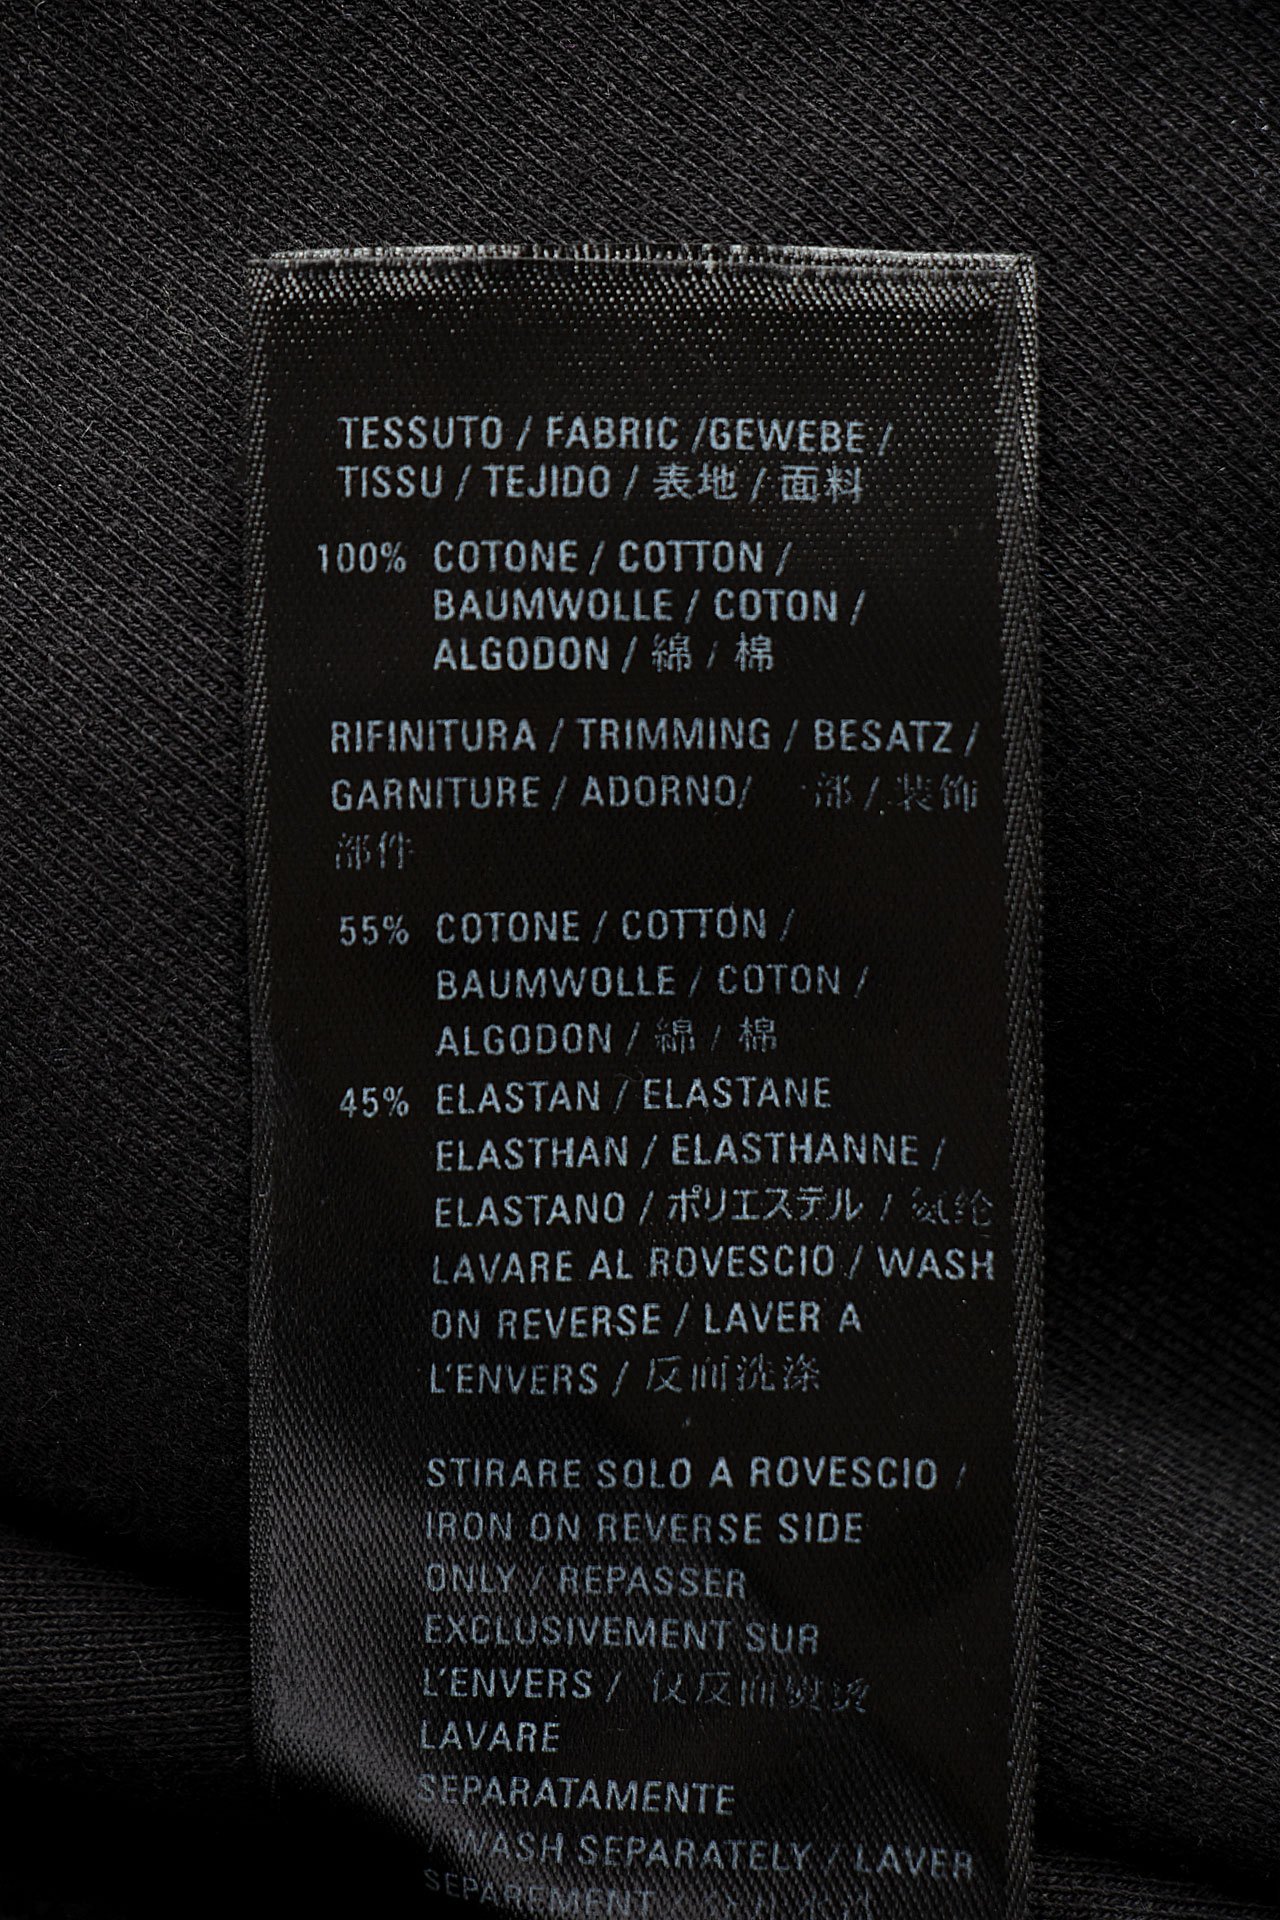 TESSUTO / FABRIC /GEWEBE /
TISSU / TEJIDO / 表地 / 面料
100% COTONE / COTTON /
BAUMWOLLE / COTON /
ALGODON / 綿 / 棉
RIFINITURA / TRIMMING / BESATZ /
GARNITURE / ADORNO/ 一部 / 装饰
部件
55% COTONE / COTTON /
BAUMWOLLE / COTON /
ALGODON / 綿 / 棉
45% ELASTAN / ELASTANE
ELASTHAN / ELASTHANNE /
ELASTANO / ポリエステル / 氨纶
LAVARE AL ROVESCIO / WASH
ON REVERSE / LAVER A
L'ENVERS / 反面洗涤
STIRARE SOLO A ROVESCIO /
IRON ON REVERSE SIDE
ONLY / REPASSER
EXCLUSIVEMENT SUR
L'ENVERS / 仅反面熨烫
LAVARE
SEPARATAMENTE
/ WASH SEPARATELY / LAVER
SEPAREMENT /